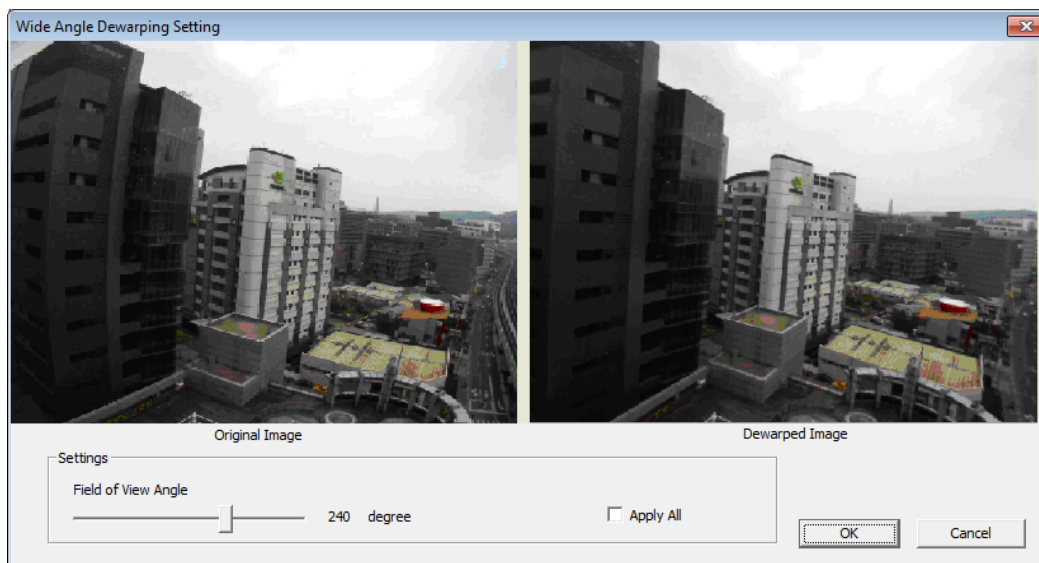 Wide Angle Dewarping Setting
Original Image
Dewarped Image
Settings
Field of View Angle
240 degree
Apply All
OK
Cancel